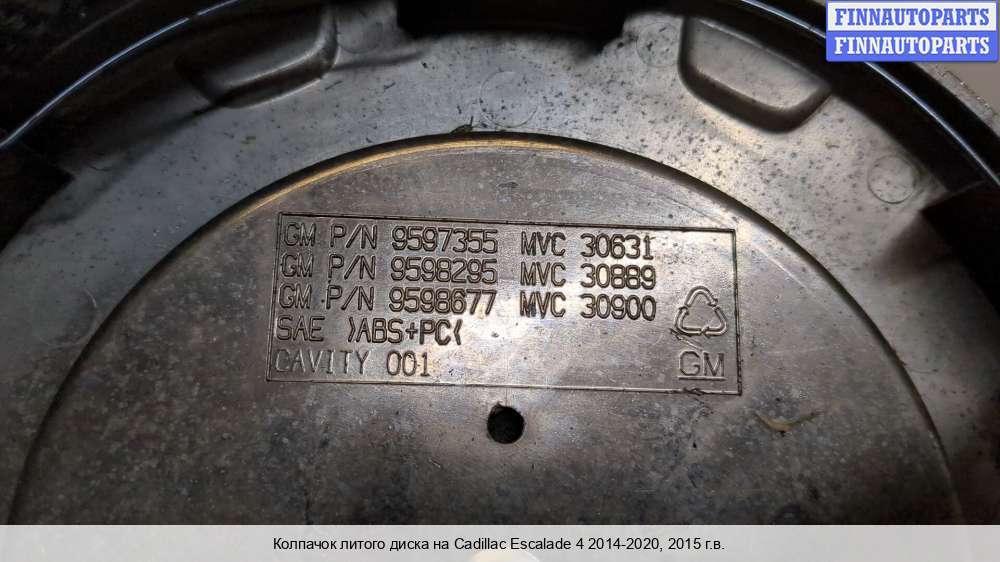 FINNAUTOPARTS
FINNAUTOPARTS
GM P/N 9597355 MVC 30631
GM P/N 9598295 MVC 30889
GM P/N 9598677 MVC 30900
SAE >ABS+PC<
CAVITY 001
GM
Колпачок литого диска на Cadillac Escalade 4 2014-2020, 2015 г.в.